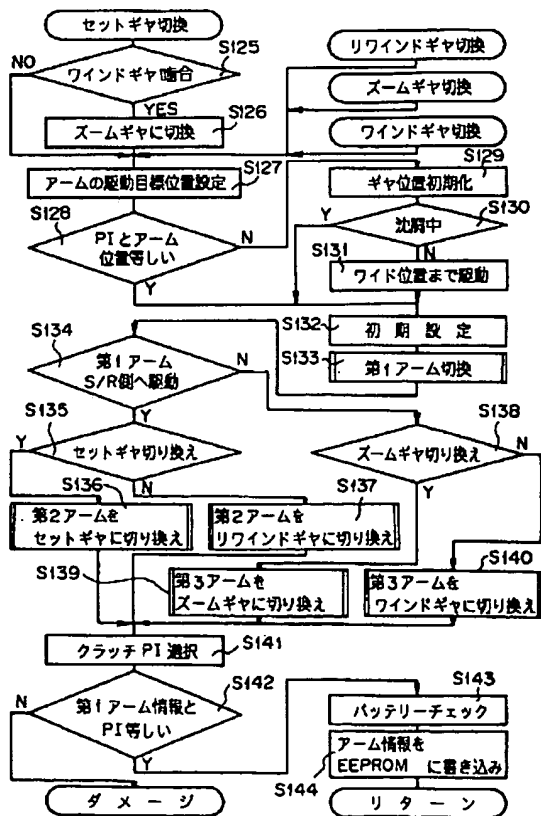 セットギヤ切換
S125
NO
ワインドギヤ噛合
YES
S126
ズームギヤに切換
S127
アームの駆動目標位置設定
S128
PIとアーム
位置等しい
N
Y
リワインドギヤ切換
ズームギヤ切換
ワインドギヤ切換
S129
ギヤ位置初期化
S130
Y
沈胴中
N
S131
ワイド位置まで駆動
S132
初期設定
S133
第1アーム切換
S134
第1アーム
S/R側へ駆動
N
Y
S135
Y
セットギヤ切り換え
N
S138
ズームギヤ切り換え
N
Y
S136
第2アームを
セットギヤに切り換え
S137
第2アームを
リワインドギヤに切り換え
S139
第3アームを
ズームギヤに切り換え
S140
第3アームを
ワインドギヤに切り換え
S141
クラッチPI選択
S142
N
第1アーム情報と
PI等しい
Y
S143
バッテリーチェック
アーム情報を
EEPROMに書き込み
S144
ダメージ
リターン